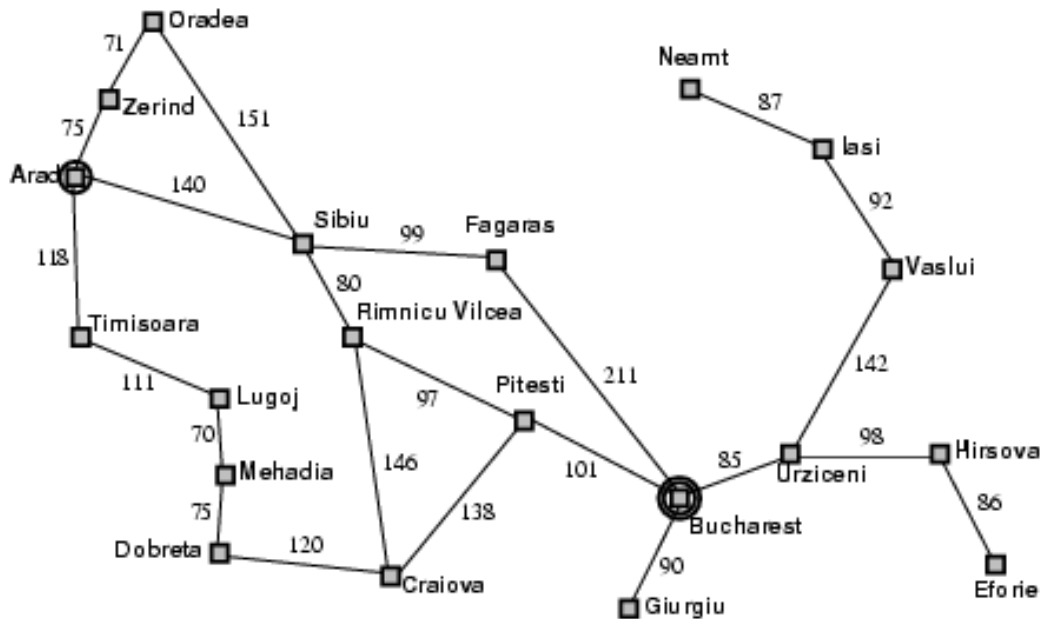 Oradea
71
Neamt
Zerind
87
75
151
Iasi
Arad
140
92
Sibiu
99
Fagaras
118
80
Vaslui
Timisoara
Rimnicu Vilcea
142
111
Lugoj
97
Pitesti
211
70
98
Hirsova
Mehadia
146
101
85
Urziceni
75
138
86
Bucharest
Dobreta
120
90
Craiova
Eforie
Giurgiu